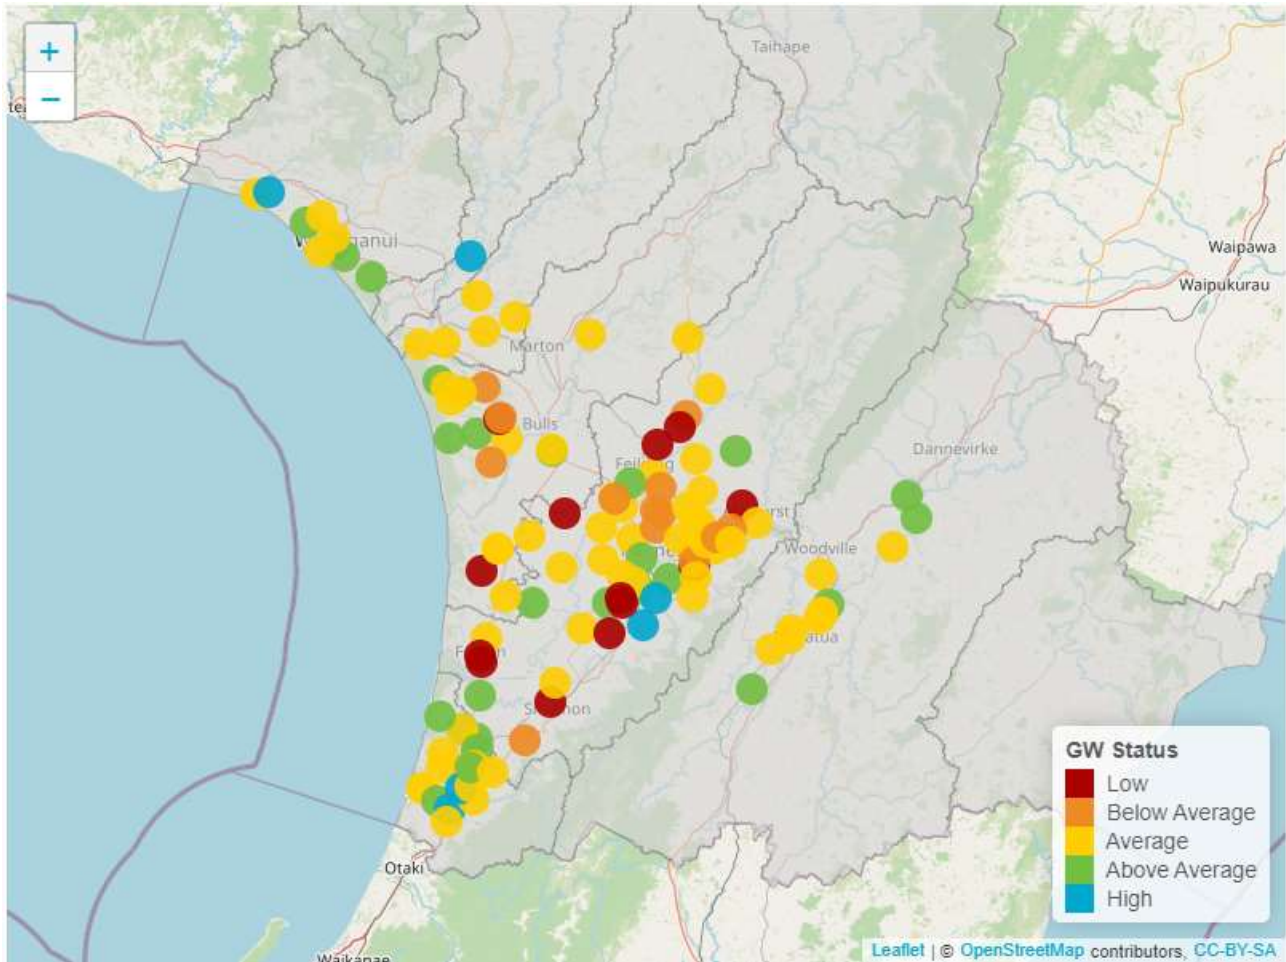 +
Taihape
−
Waipawa
Waipukurau
Marton
Bulls
Dannevirke
Woodville
GW Status
Low
Below Average
Average
Above Average
High
Otaki
Leaflet | © OpenStreetMap contributors, CC-BY-SA
Waikanae